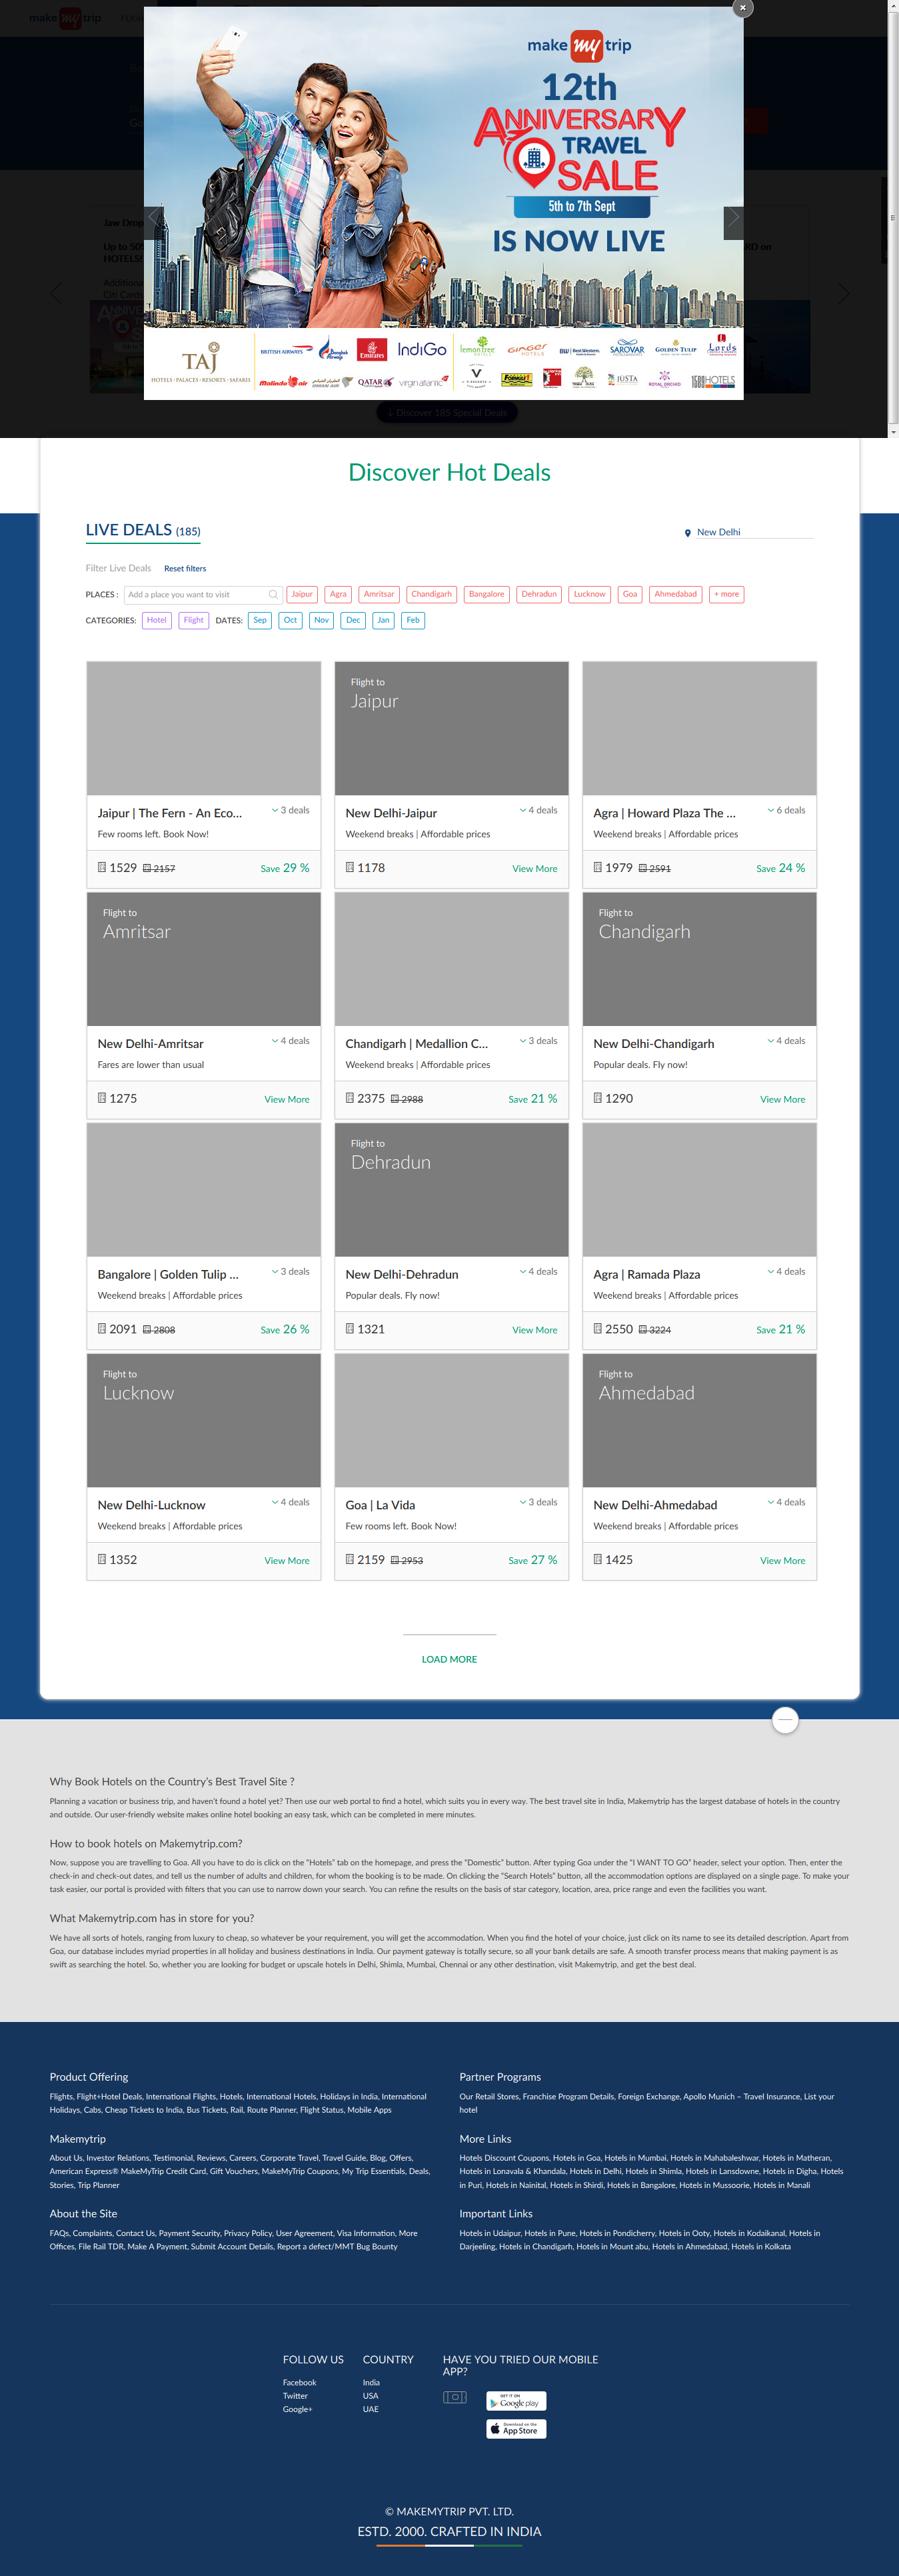 make my trip
make my trip
12th
ANNIVERSARY
TRAVEL
SALE
5th to 7th Sept
IS NOW LIVE
Jaw Drop
Up to 50
HOTELS!
Additiona
Citi Cards
RD on
TAJ
HOTELS · PALACES · RESORTS · SAFARIS
BRITISH AIRWAYS
Bangkok Airways
Emirates
IndiGo
malindo air
OMAN AIR
QATAR
virgin atlantic
lemontree HOTELS
GINGER HOTELS
BW | Best Western
SAROVAR
GOLDEN TULIP
Lords
V RESORTS
FORMULE1
JUSTA
ROYAL ORCHID
1589 HOTELS
↓ Discover 185 Special Deals
Discover Hot Deals
LIVE DEALS (185)
New Delhi
Filter Live Deals Reset filters
PLACES : Add a place you want to visit Jaipur Agra Amritsar Chandigarh Bangalore Dehradun Lucknow Goa Ahmedabad + more
CATEGORIES: Hotel Flight DATES: Sep Oct Nov Dec Jan Feb
Flight to
Jaipur
Jaipur | The Fern - An Eco... 3 deals
Few rooms left. Book Now!
1529 2157 Save 29 %
New Delhi-Jaipur 4 deals
Weekend breaks | Affordable prices
1178 View More
Agra | Howard Plaza The ... 6 deals
Weekend breaks | Affordable prices
1979 2591 Save 24 %
Flight to
Amritsar
New Delhi-Amritsar 4 deals
Fares are lower than usual
1275 View More
Chandigarh | Medallion C... 3 deals
Weekend breaks | Affordable prices
2375 2988 Save 21 %
Flight to
Chandigarh
New Delhi-Chandigarh 4 deals
Popular deals. Fly now!
1290 View More
Bangalore | Golden Tulip ... 3 deals
Weekend breaks | Affordable prices
2091 2808 Save 26 %
Flight to
Dehradun
New Delhi-Dehradun 4 deals
Popular deals. Fly now!
1321 View More
Agra | Ramada Plaza 4 deals
Weekend breaks | Affordable prices
2550 3224 Save 21 %
Flight to
Lucknow
New Delhi-Lucknow 4 deals
Weekend breaks | Affordable prices
1352 View More
Goa | La Vida 3 deals
Few rooms left. Book Now!
2159 2953 Save 27 %
Flight to
Ahmedabad
New Delhi-Ahmedabad 4 deals
Weekend breaks | Affordable prices
1425 View More
LOAD MORE
Why Book Hotels on the Country's Best Travel Site ?
Planning a vacation or business trip, and haven't found a hotel yet? Then use our web portal to find a hotel, which suits you in every way. The best travel site in India, Makemytrip has the largest database of hotels in the country
and outside. Our user-friendly website makes online hotel booking an easy task, which can be completed in mere minutes.
How to book hotels on Makemytrip.com?
Now, suppose you are travelling to Goa. All you have to do is click on the "Hotels" tab on the homepage, and press the "Domestic" button. After typing Goa under the "I WANT TO GO" header, select your option. Then, enter the
check-in and check-out dates, and tell us the number of adults and children, for whom the booking is to be made. On clicking the "Search Hotels" button, all the accommodation options are displayed on a single page. To make your
task easier, our portal is provided with filters that you can use to narrow down your search. You can refine the results on the basis of star category, location, area, price range and even the facilities you want.
What Makemytrip.com has in store for you?
We have all sorts of hotels, ranging from luxury to cheap, so whatever be your requirement, you will get the accommodation. When you find the hotel of your choice, just click on its name to see its detailed description. Apart from
Goa, our database includes myriad properties in all holiday and business destinations in India. Our payment gateway is totally secure, so all your bank details are safe. A smooth transfer process means that making payment is as
swift as searching the hotel. So, whether you are looking for budget or upscale hotels in Delhi, Shimla, Mumbai, Chennai or any other destination, visit Makemytrip, and get the best deal.
Product Offering
Flights, Flight+Hotel Deals, International Flights, Hotels, International Hotels, Holidays in India, International
Holidays, Cabs, Cheap Tickets to India, Bus Tickets, Rail, Route Planner, Flight Status, Mobile Apps
Makemytrip
About Us, Investor Relations, Testimonial, Reviews, Careers, Corporate Travel, Travel Guide, Blog, Offers,
American Express® MakeMyTrip Credit Card, Gift Vouchers, MakeMyTrip Coupons, My Trip Essentials, Deals,
Stories, Trip Planner
About the Site
FAQs, Complaints, Contact Us, Payment Security, Privacy Policy, User Agreement, Visa Information, More
Offices, File Rail TDR, Make A Payment, Submit Account Details, Report a defect/MMT Bug Bounty
Partner Programs
Our Retail Stores, Franchise Program Details, Foreign Exchange, Apollo Munich – Travel Insurance, List your
hotel
More Links
Hotels Discount Coupons, Hotels in Goa, Hotels in Mumbai, Hotels in Mahabaleshwar, Hotels in Matheran,
Hotels in Lonavala & Khandala, Hotels in Delhi, Hotels in Shimla, Hotels in Lansdowne, Hotels in Digha, Hotels
in Puri, Hotels in Nainital, Hotels in Shirdi, Hotels in Bangalore, Hotels in Mussoorie, Hotels in Manali
Important Links
Hotels in Udaipur, Hotels in Pune, Hotels in Pondicherry, Hotels in Ooty, Hotels in Kodaikanal, Hotels in
Darjeeling, Hotels in Chandigarh, Hotels in Mount abu, Hotels in Ahmedabad, Hotels in Kolkata
FOLLOW US
Facebook
Twitter
Google+
COUNTRY
India
USA
UAE
HAVE YOU TRIED OUR MOBILE
APP?
GET IT ON
Google play
Download on the
App Store
© MAKEMYTRIP PVT. LTD.
ESTD. 2000. CRAFTED IN INDIA